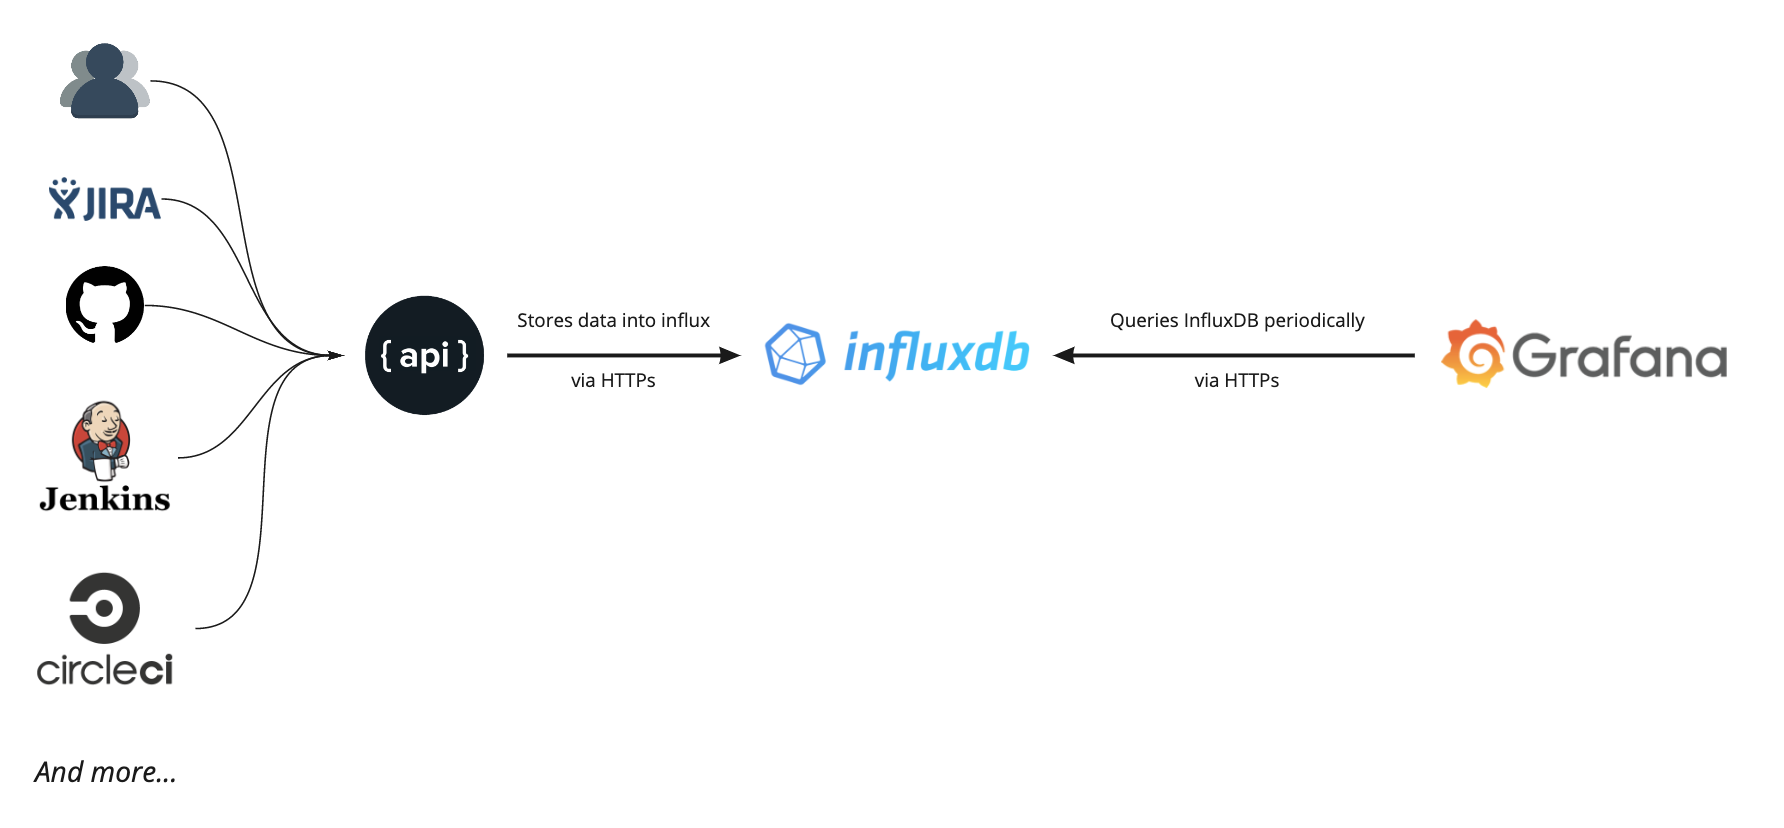 JIRA
{ api }
Stores data into influx
via HTTPs
influxdb
Queries InfluxDB periodically
via HTTPs
Grafana
Jenkins
circleci
And more...